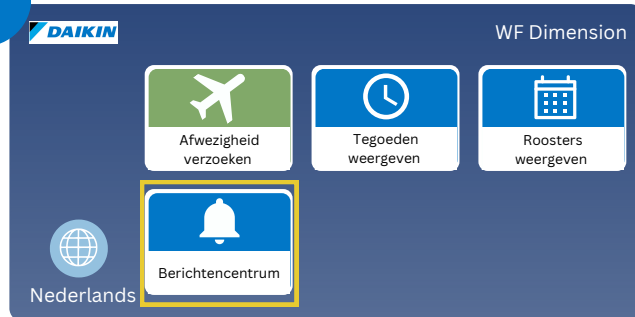 DAIKIN
WF Dimension
Afwezigheid
verzoeken
Tegoeden
weergeven
Roosters
weergeven
Berichtencentrum
Nederlands